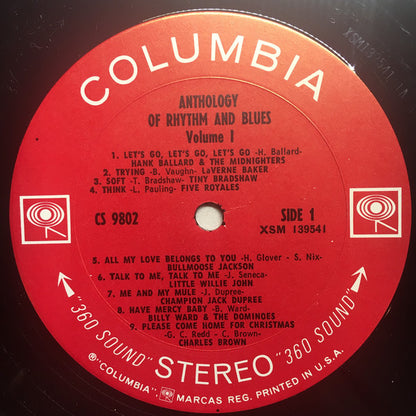 COLUMBIA
ANTHOLOGY
OF RHYTHM AND BLUES
Volume I
1. LET'S GO, LET'S GO, LET'S GO -H. Ballard-
HANK BALLARD & THE MIDNIGHTERS
2. TRYING -B. Vaughn- LaVERNE BAKER
3. SOFT -T. Bradshaw- TINY BRADSHAW
4. THINK -L. Pauling- FIVE ROYALES
CS 9802
SIDE 1
XSM 139541
5. ALL MY LOVE BELONGS TO YOU -H. Glover - S. Nix-
BULLMOOSE JACKSON
6. TALK TO ME, TALK TO ME -J. Seneca-
LITTLE WILLIE JOHN
7. ME AND MY MULE -J. Dupree-
CHAMPION JACK DUPREE
8. HAVE MERCY BABY -B. Ward-
BILLY WARD & THE DOMINOES
9. PLEASE COME HOME FOR CHRISTMAS
-G. C. Redd - C. Brown-
CHARLES BROWN
"360 SOUND" STEREO "360 SOUND"
® "COLUMBIA", MARCAS REG. PRINTED IN U.S.A.